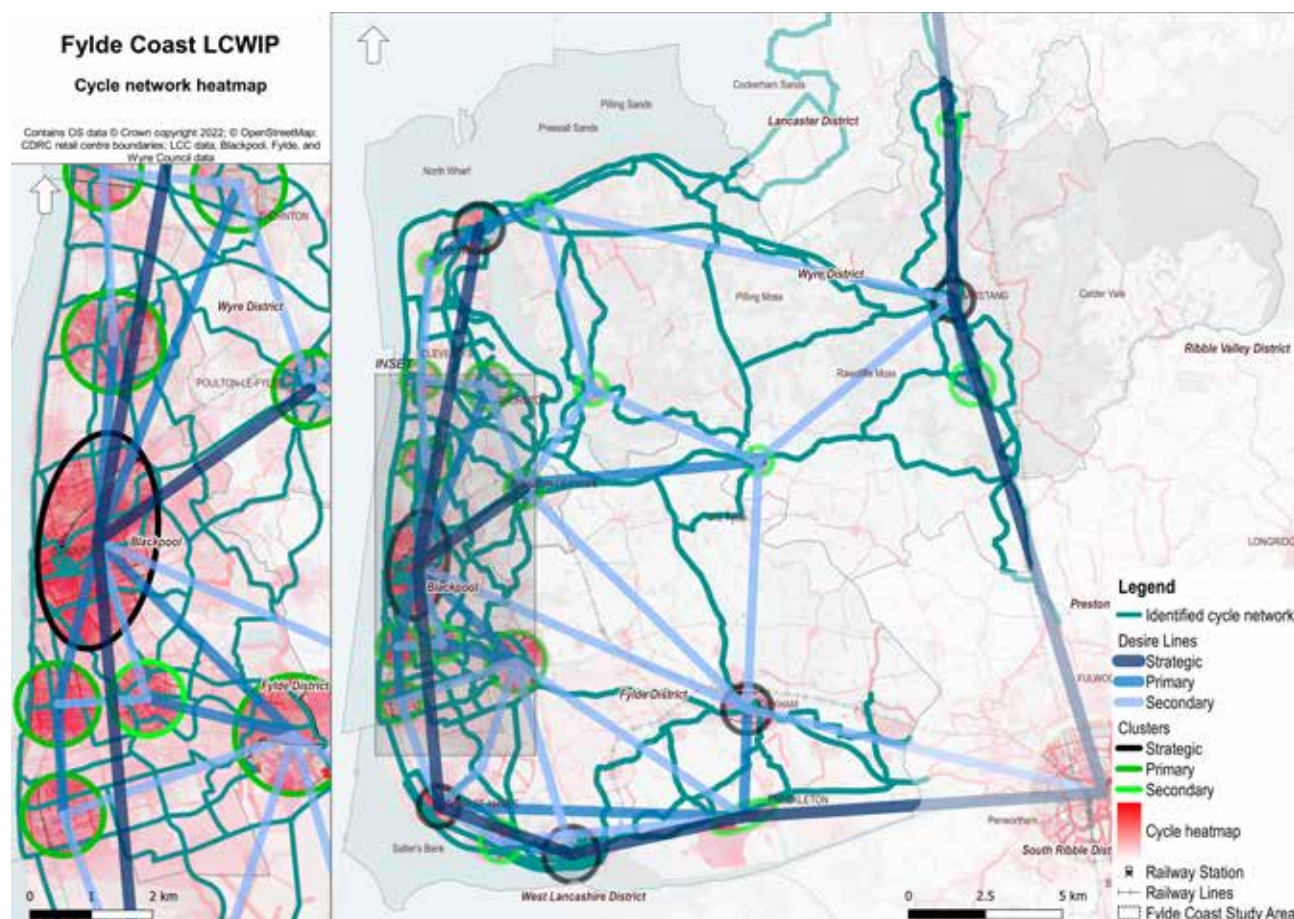 Fylde Coast LCWIP
Cycle network heatmap
Contains OS data © Crown copyright 2022; © OpenStreetMap;
CDRC retail centre boundaries; LCC data, Blackpool, Fylde, and
Wyre Council data
Wyre District
Blackpool
Fylde District
0 1 2 km
Cockerham Sands
Pilling Sands
Preesall Sands
Lancaster District
North Wharf
Wyre District
Pilling Moss
Calder Vale
Ribble Valley District
INSET
Rawcliffe Moss
LONGRIDG
Blackpool
Preston
Fylde District
FULWOO
Penwortham
South Ribble Dist
Salter's Bank
West Lancashire District
0 2.5 5 km
Legend
Identified cycle network
Desire Lines
Strategic
Primary
Secondary
Clusters
Strategic
Primary
Secondary
Cycle heatmap
Railway Station
Railway Lines
Fylde Coast Study Area